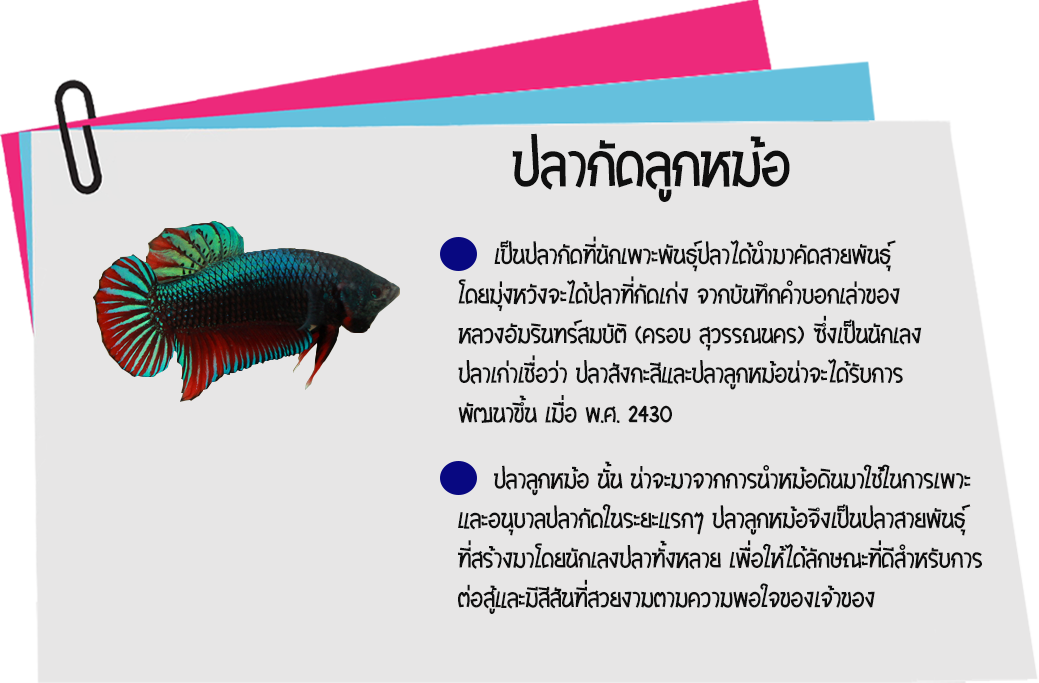 ปลากัดลูกหม้อ
เป็นปลากัดที่นักเพาะพันธุ์ปลาได้นำมาคัดสายพันธุ์
โดยมุ่งหวังจะได้ปลาที่กัดเก่ง จากบันทึกคำบอกเล่าของ
หลวงอัมรินทร์สมบัติ (ครอบ สุวรรณนคร) ซึ่งเป็นนักเลง
ปลาเก่าเชื่อว่า ปลาสังกะสีและปลาลูกหม้อน่าจะได้รับการ
พัฒนาขึ้น เมื่อ พ.ศ. 2430
ปลาลูกหม้อ นั้น น่าจะมาจากการนำหม้อดินมาใช้ในการเพาะ
และอนุบาลปลากัดในระยะแรกๆ ปลาลูกหม้อจึงเป็นปลาสายพันธุ์
ที่สร้างมาโดยนักเลงปลาทั้งหลาย เพื่อให้ได้ลักษณะที่ดีสำหรับการ
ต่อสู้และมีสีสันที่สวยงามตามความพอใจของเจ้าของ